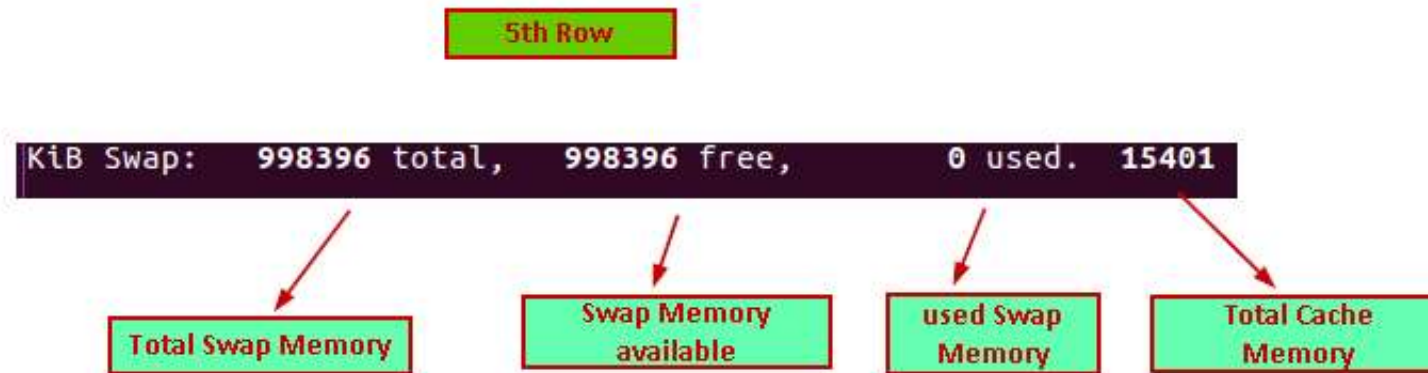 5th Row
KiB Swap: 998396 total, 998396 free, 0 used. 15401
Total Swap Memory
Swap Memory
available
used Swap
Memory
Total Cache
Memory